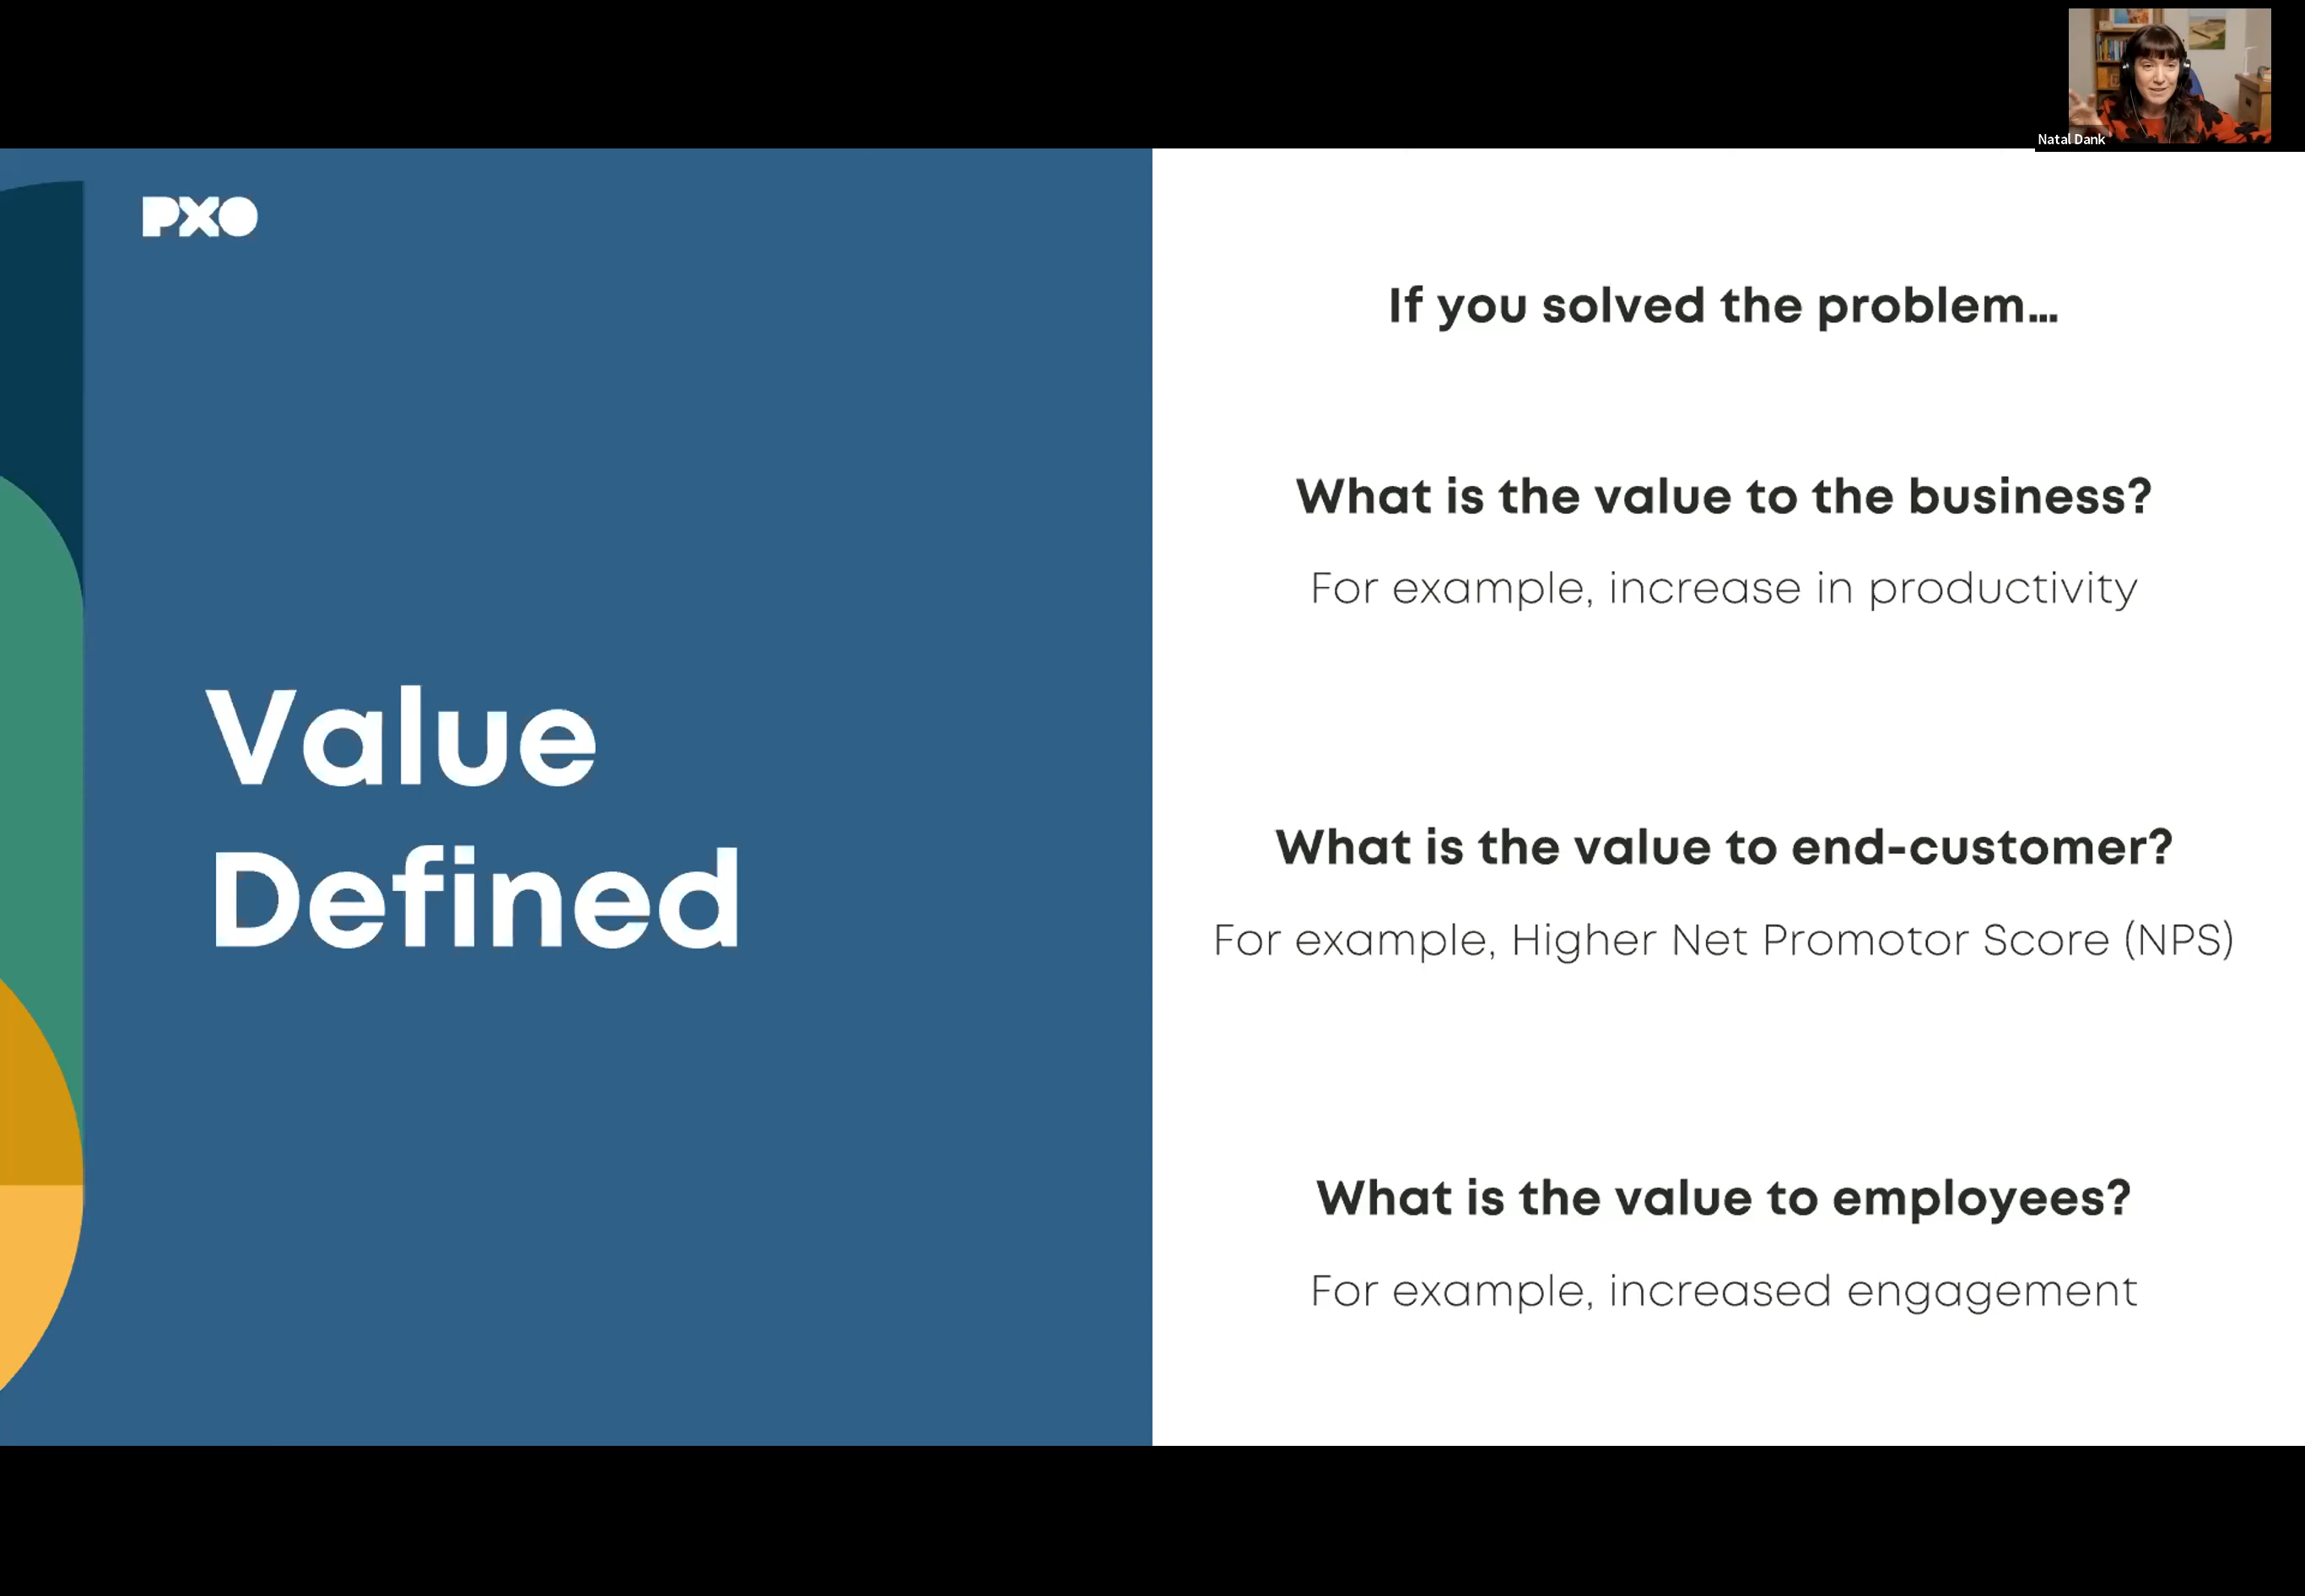 Natal Dank
PXO
Value
Defined
If you solved the problem...
What is the value to the business?
For example, increase in productivity
What is the value to end-customer?
For example, Higher Net Promotor Score (NPS)
What is the value to employees?
For example, increased engagement